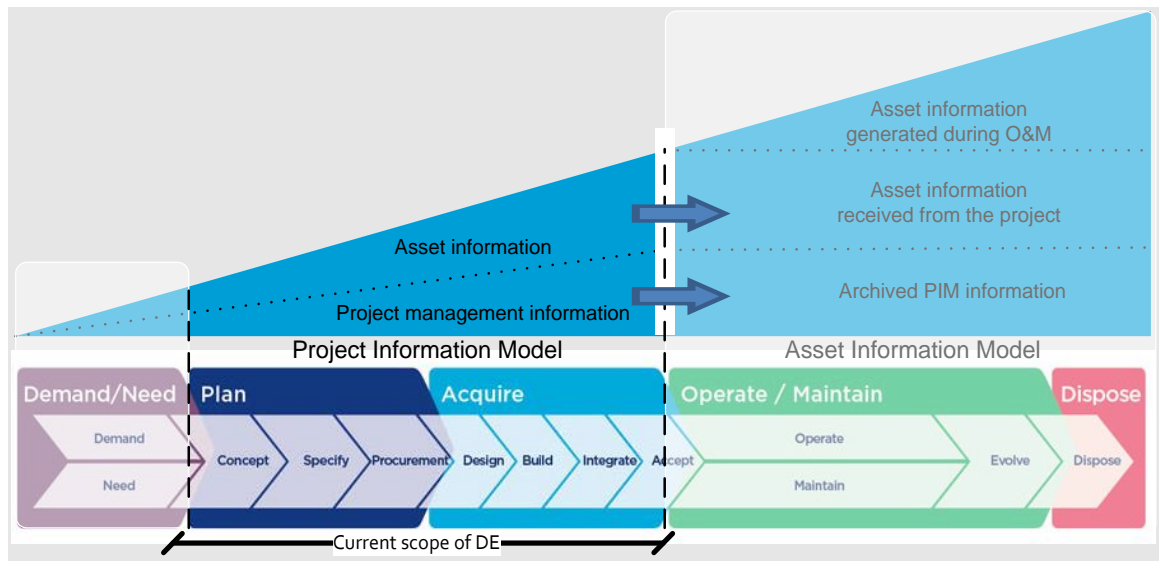 Asset information
generated during O&M
Asset information
received from the project
Asset information
Archived PIM information
Project management information
Project Information Model
Asset Information Model
Demand/Need
Plan
Acquire
Operate / Maintain
Dispose
Demand
Need
Concept
Specify
Procurement
Design
Build
Integrate
Accept
Operate
Maintain
Evolve
Dispose
Current scope of DE